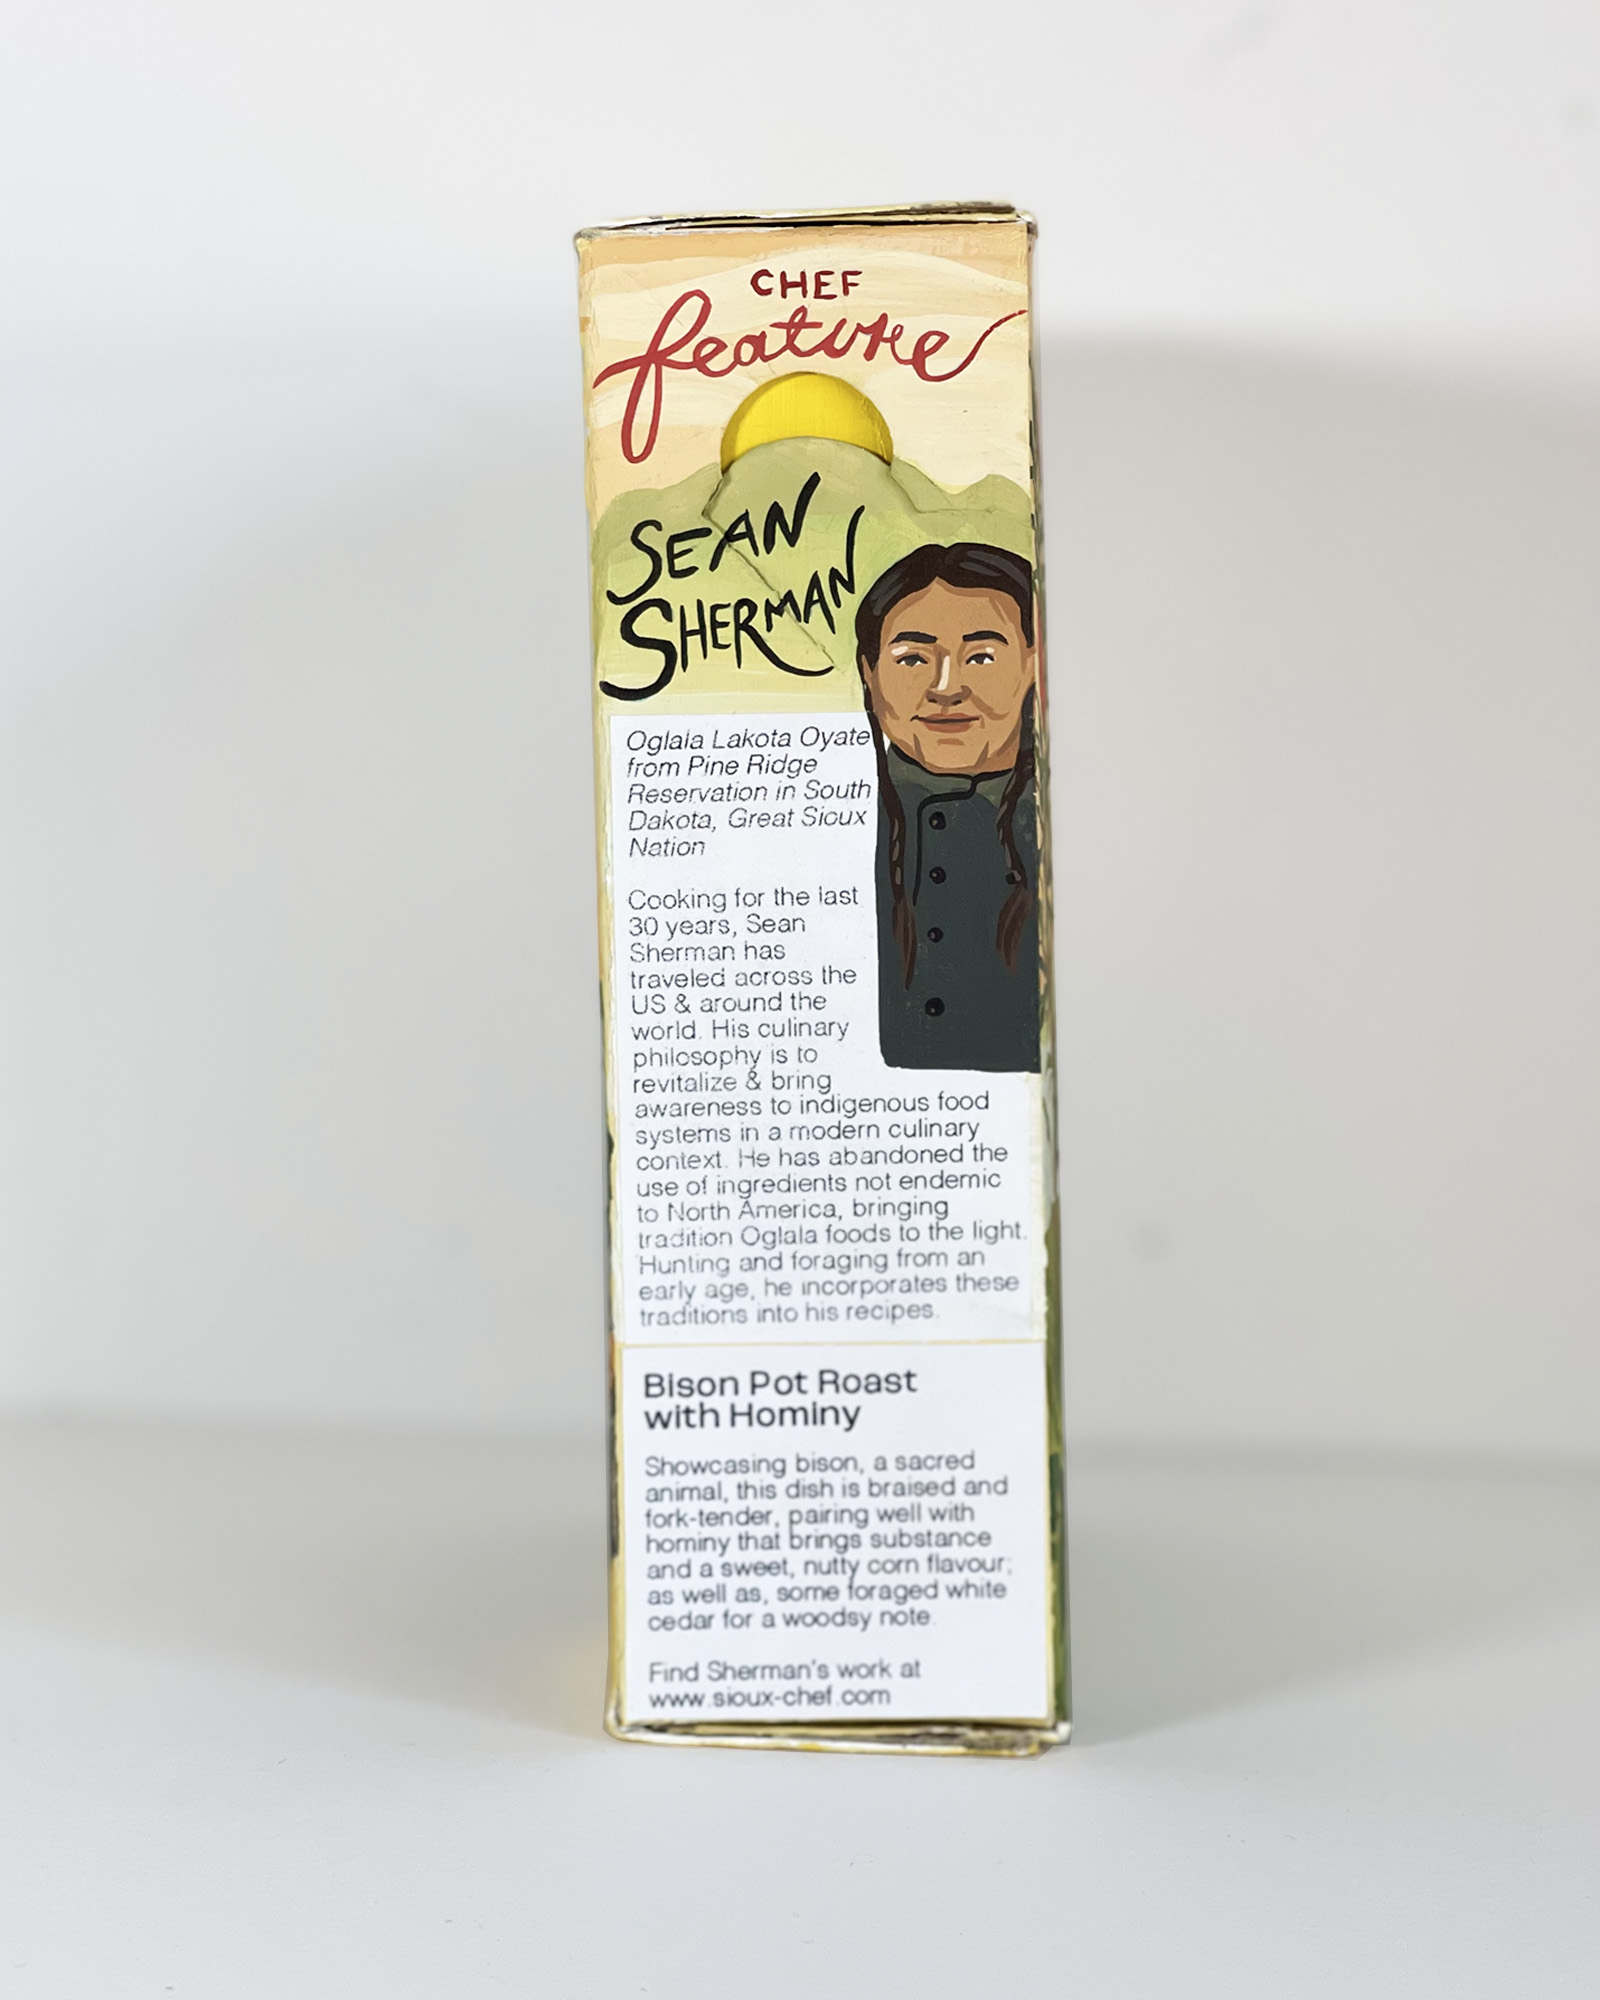 CHEF
feature
SEAN
SHERMAN
Oglala Lakota Oyate
from Pine Ridge
Reservation in South
Dakota, Great Sioux
Nation
Cooking for the last
30 years, Sean
Sherman has
traveled across the
US & around the
world. His culinary
philosophy is to
revitalize & bring
awareness to indigenous food
systems in a modern culinary
context. He has abandoned the
use of ingredients not endemic
to North America, bringing
tradition Oglala foods to the light.
Hunting and foraging from an
early age, he incorporates these
traditions into his recipes.
Bison Pot Roast
with Hominy
Showcasing bison, a sacred
animal, this dish is braised and
fork-tender, pairing well with
hominy that brings substance
and a sweet, nutty corn flavour;
as well as, some foraged white
cedar for a woodsy note.
Find Sherman's work at
www.sioux-chef.com